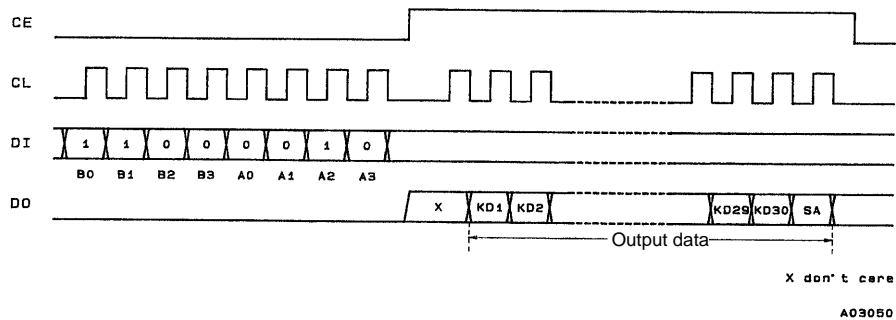 CE
CL
DI 1 1 0 0 0 0 1 0
B0 B1 B2 B3 A0 A1 A2 A3
DO X KD1 KD2 KD29 KD30 SA
Output data
X don't care
A03050